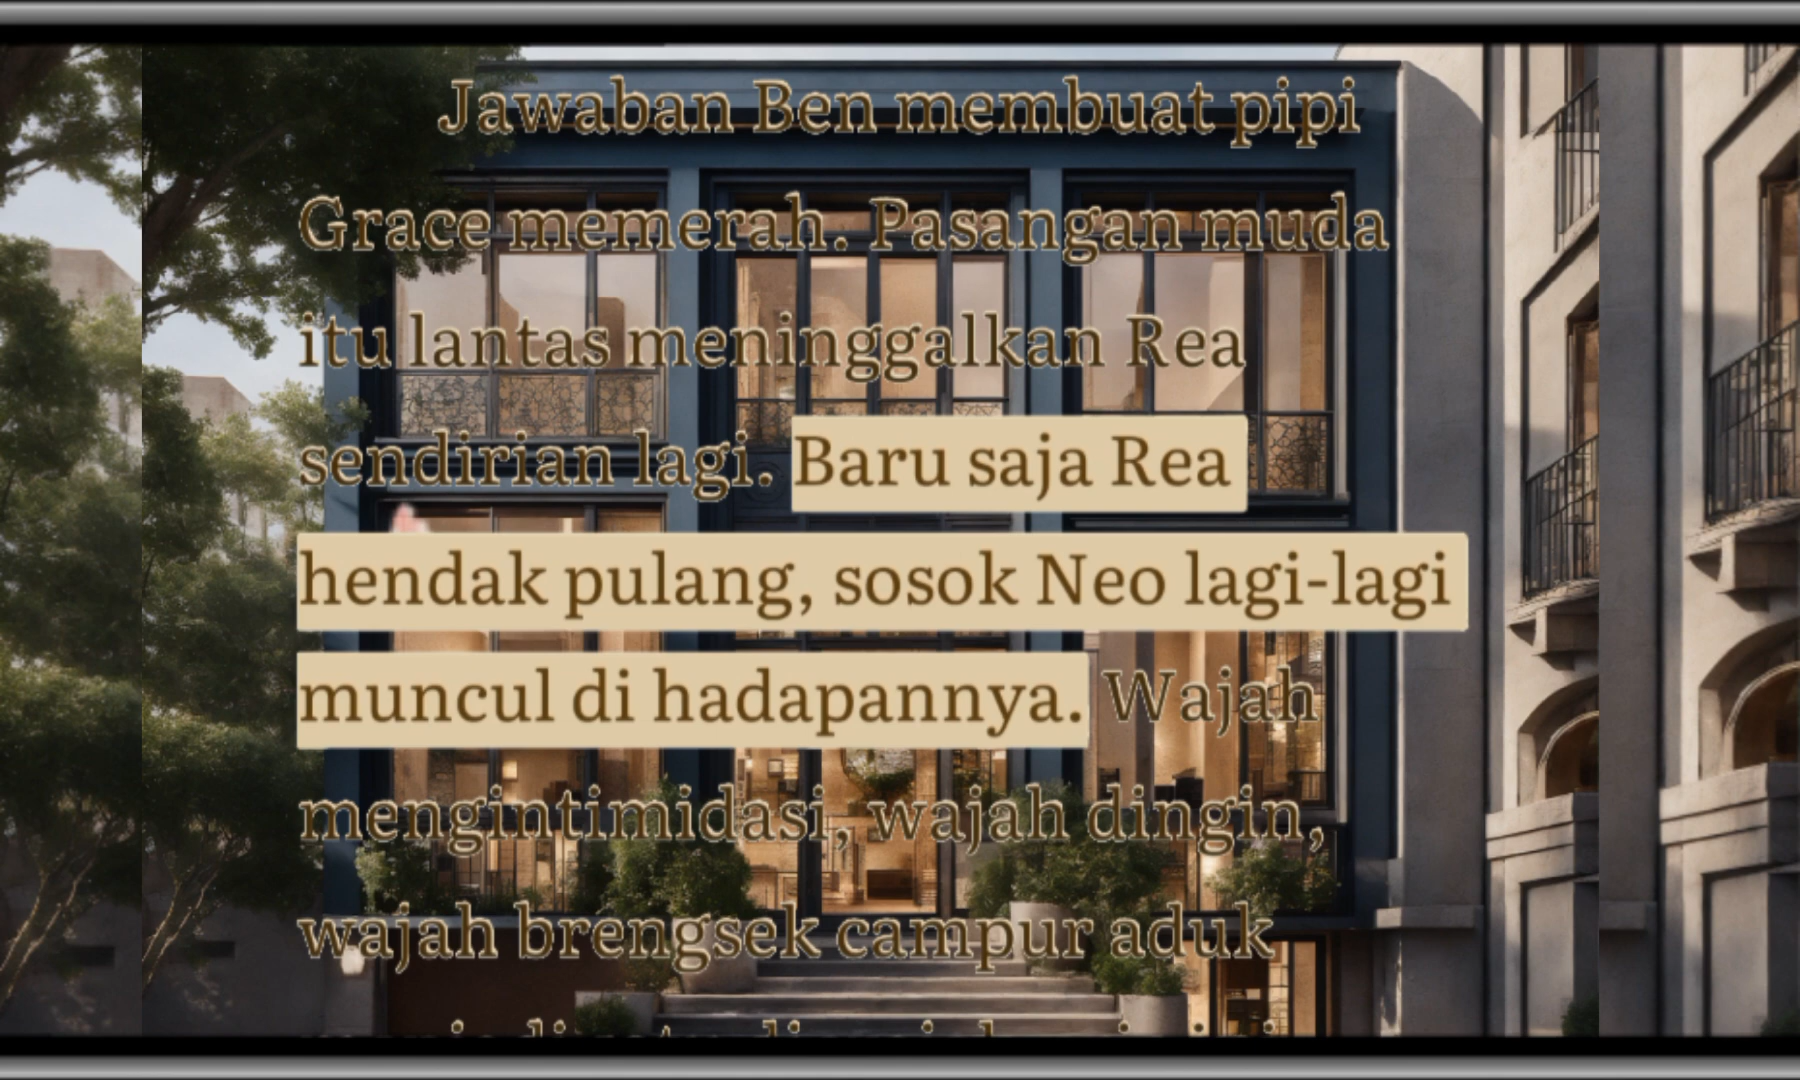 Jawaban Ben membuat pipi
Grace memerah. Pasangan muda
itu lantas meninggalkan Rea
sendirian lagi. Baru saja Rea
hendak pulang, sosok Neo lagi-lagi
muncul di hadapannya. Wajah
mengintimidasi, wajah dingin,
wajah brengsek campur aduk